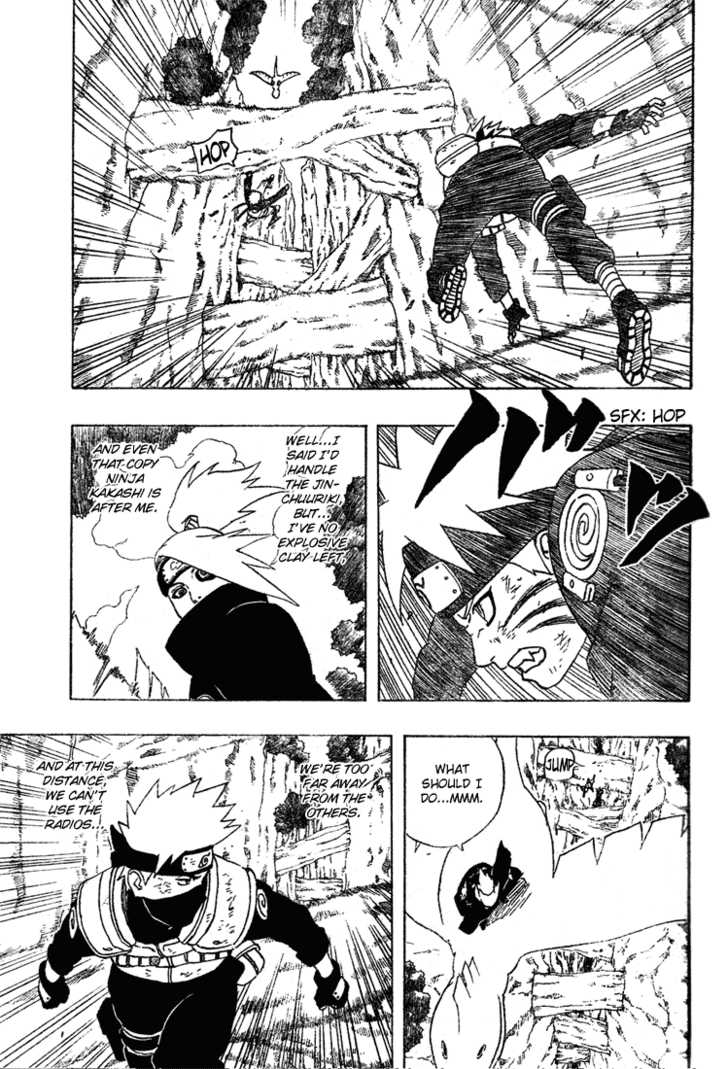 HOP
SFX: HOP
WELL...I
SAID I'D
HANDLE
THE JIN-
CHUURIKI,
BUT...
I'VE NO
EXPLOSIVE
CLAY LEFT,
AND EVEN
THAT COPY
NINJA
KAKASHI IS
AFTER ME.
JUMP
WHAT
SHOULD I
DO...MMM.
WE'RE TOO
FAR AWAY
FROM THE
OTHERS.
AND AT THIS
DISTANCE,
WE CAN'T
USE THE
RADIOS...